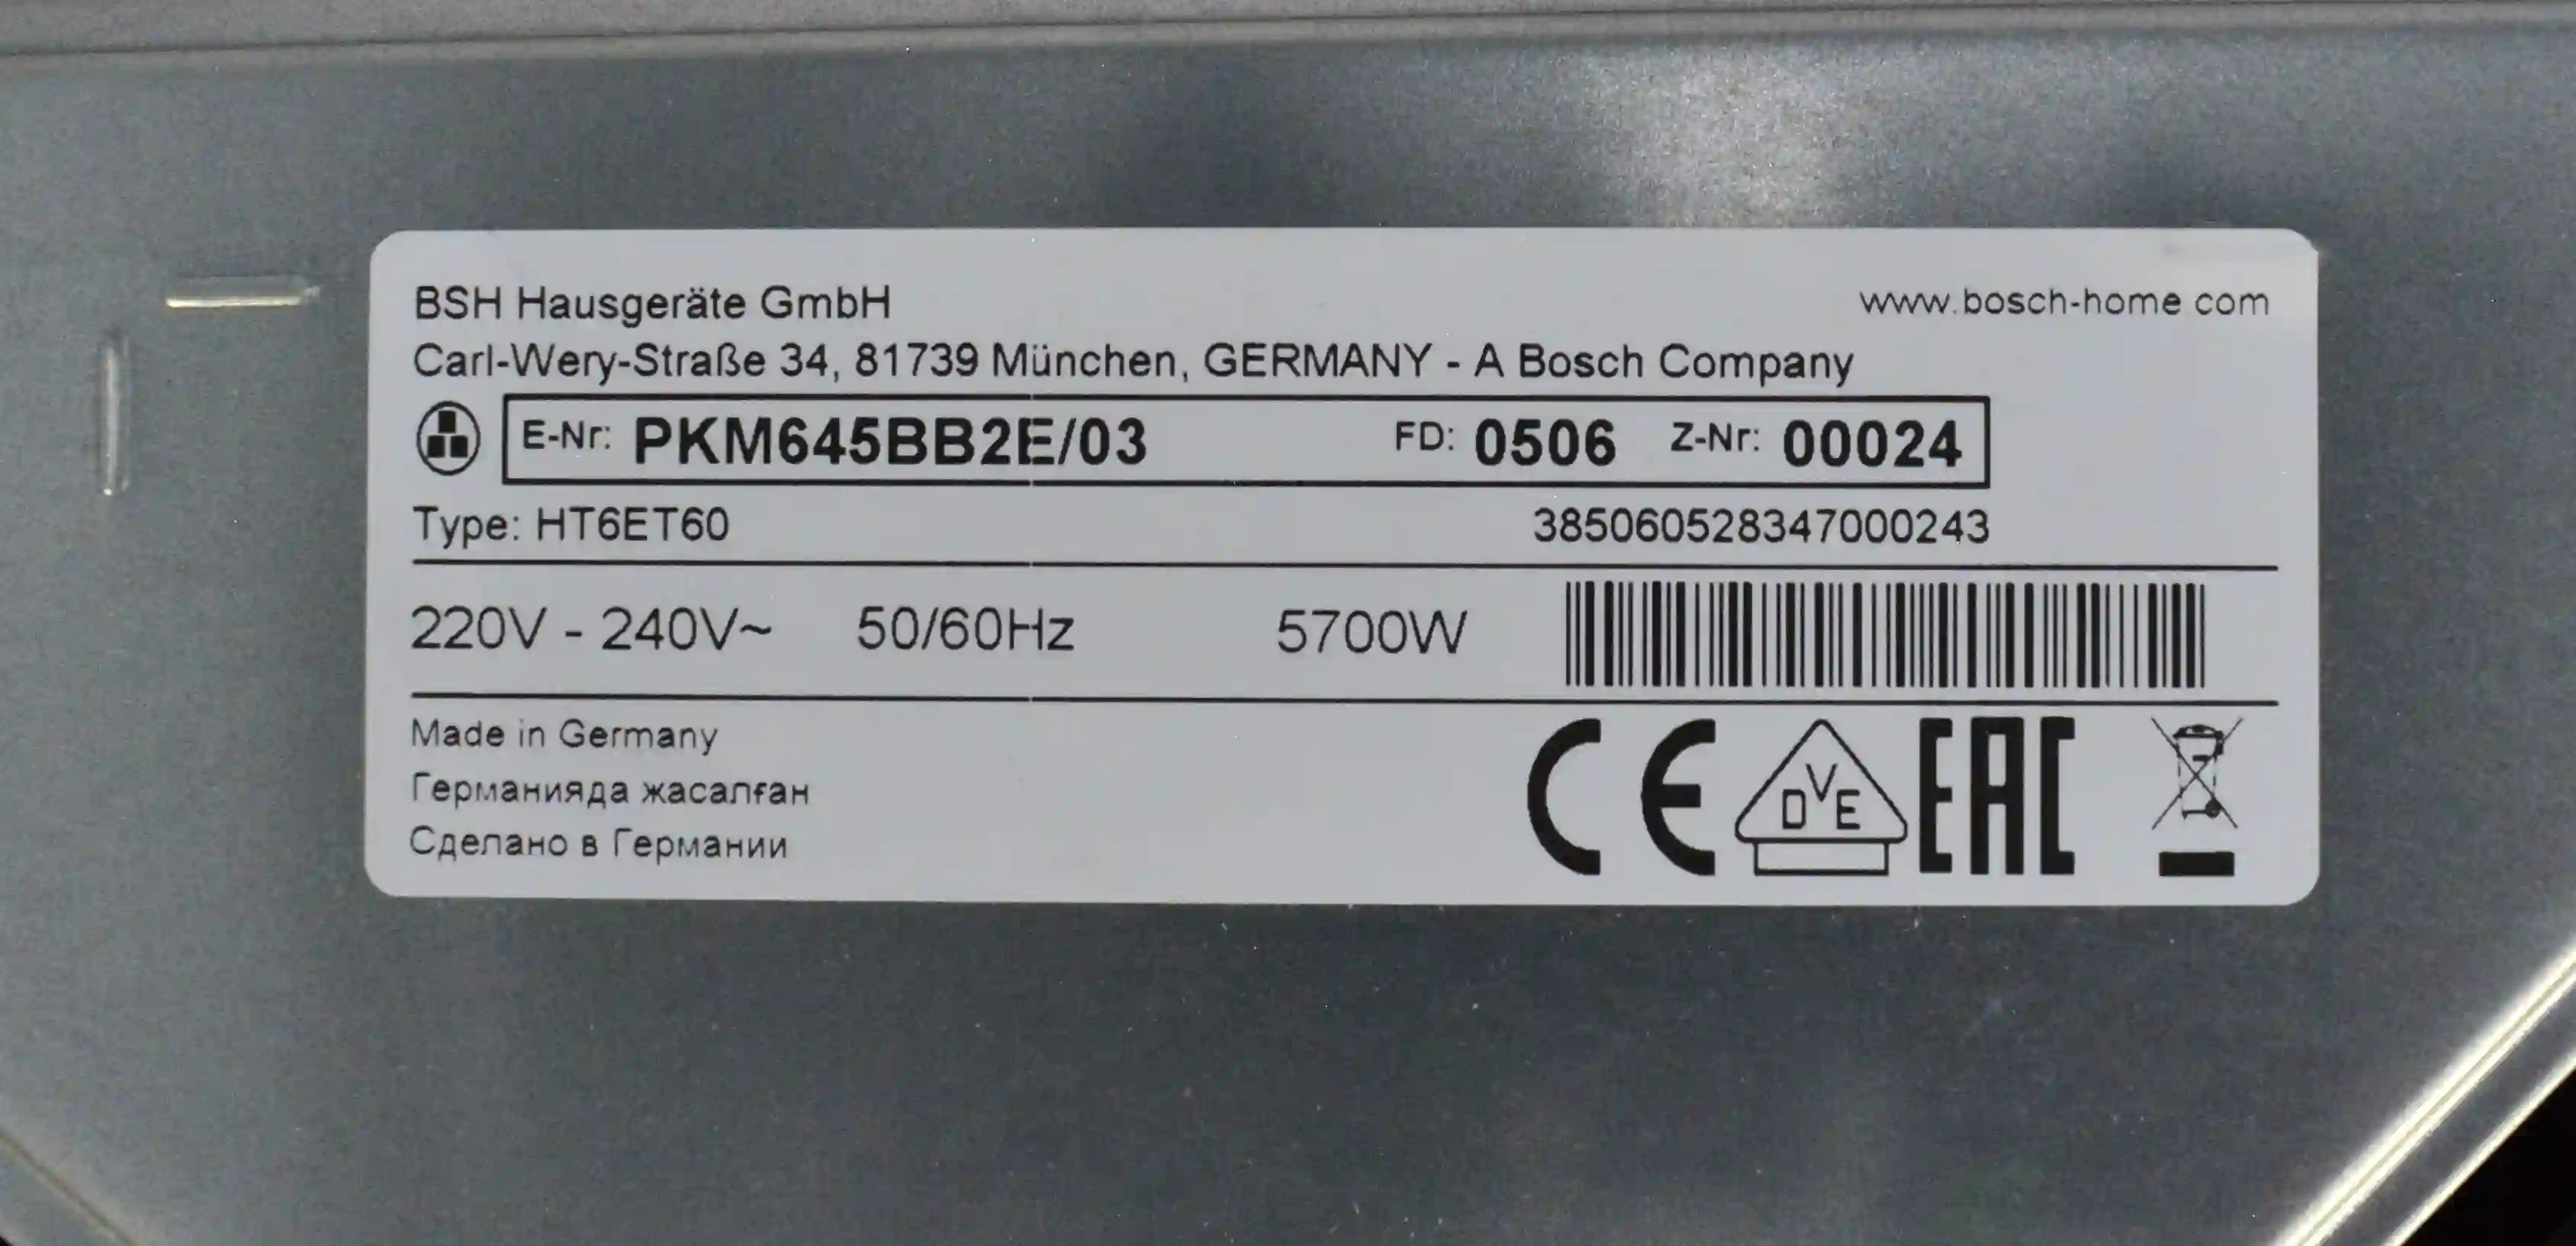 BSH Hausgeräte GmbH
www.bosch-home com
Carl-Wery-Straße 34, 81739 München, GERMANY - A Bosch Company
E-Nr: PKM645BB2E/03 FD: 0506 Z-Nr: 00024
Type: HT6ET60 385060528347000243
220V - 240V~ 50/60Hz 5700W
Made in Germany
Германияда жасалған
Сделано в Германии
CE DVE EAC